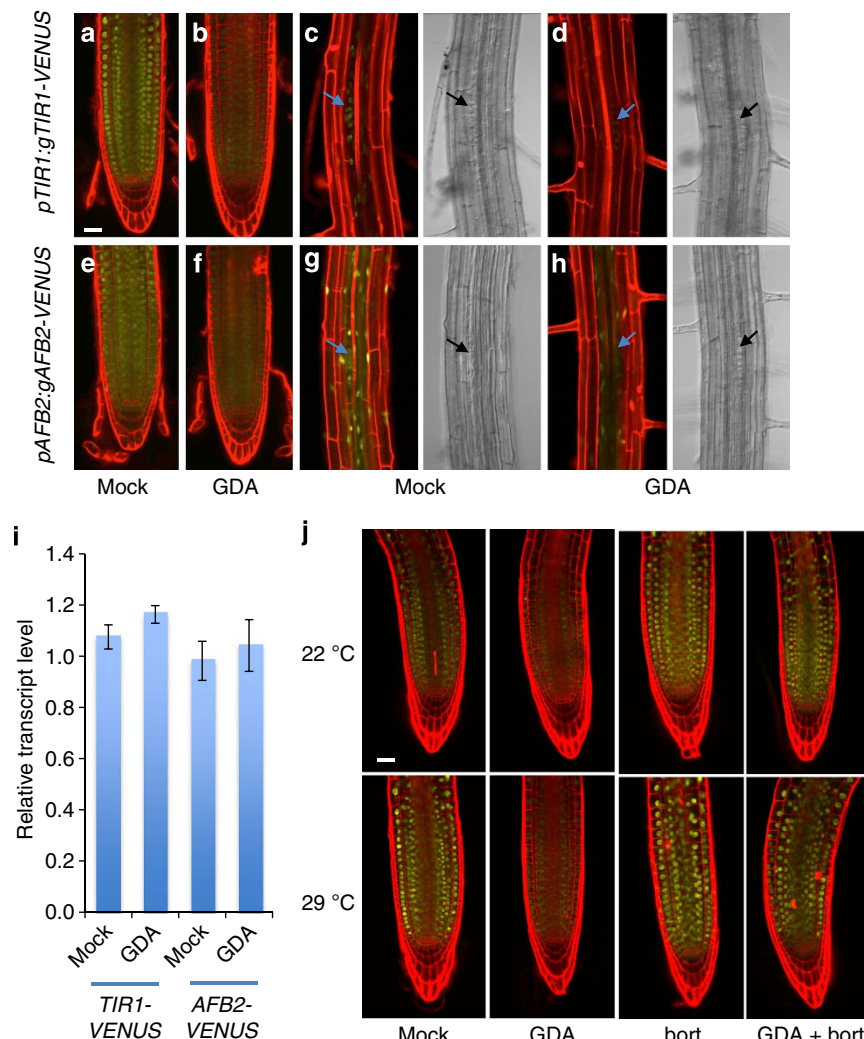 a b c d
pTIR1:gTIR1-VENUS
e f g h
pAFB2:gAFB2-VENUS
Mock GDA Mock GDA
i
Relative transcript level
1.4
1.2
1.0
0.8
0.6
0.4
0.2
0.0
Mock GDA Mock GDA
TIR1-VENUS
AFB2-VENUS
j
22 °C
29 °C
Mock GDA bort GDA + bort